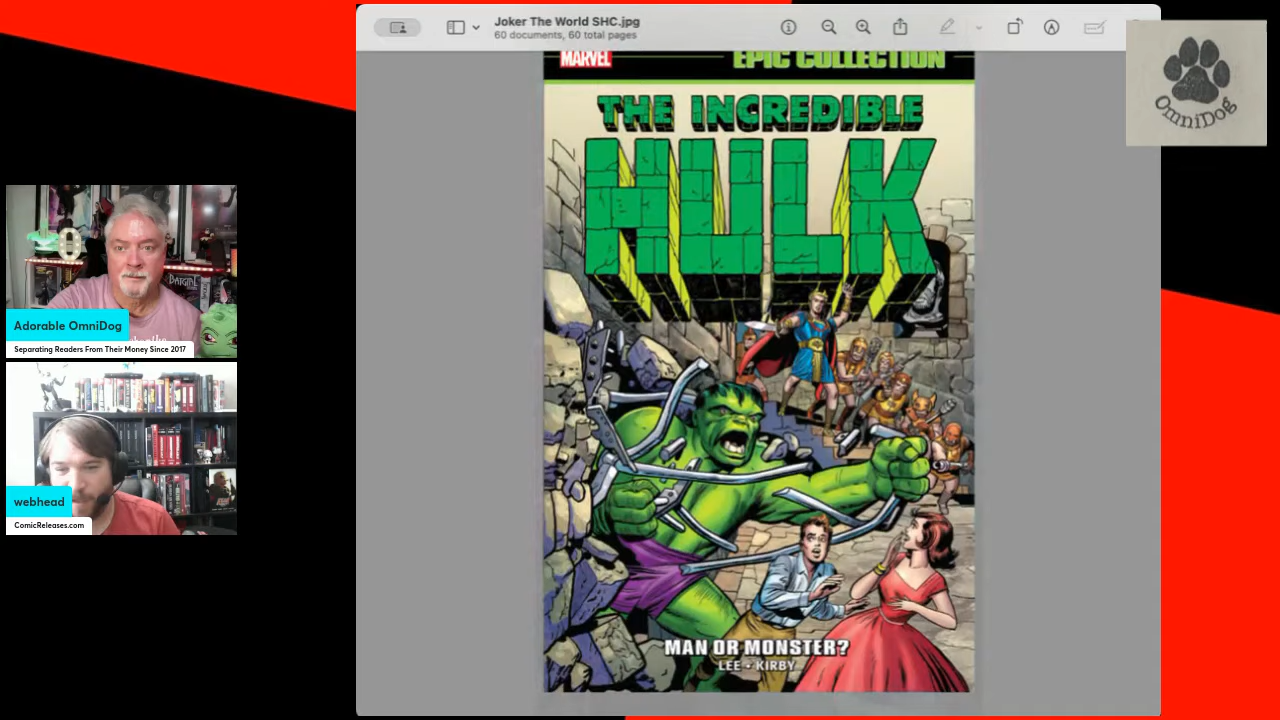 Joker The World SHC.jpg
60 documents, 60 total pages
MARVEL
EPIC COLLECTION
THE INCREDIBLE
HULK
MAN OR MONSTER?
LEE • KIRBY
OmniDog
BATGIRL
Adorable OmniDog
Separating Readers From Their Money Since 2017
webhead
ComicReleases.com